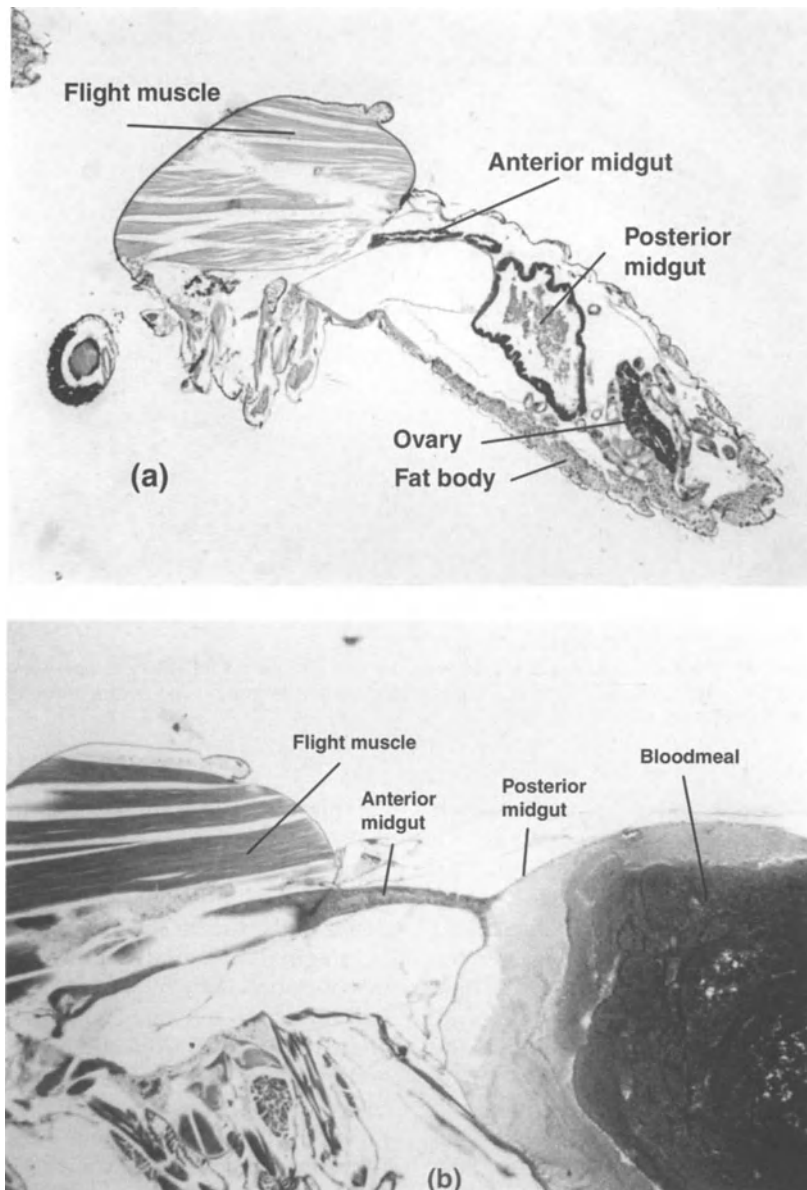 Flight muscle
Anterior midgut
Posterior
midgut
Ovary
Fat body
(a)
Flight muscle
Anterior
midgut
Posterior
midgut
Bloodmeal
(b)